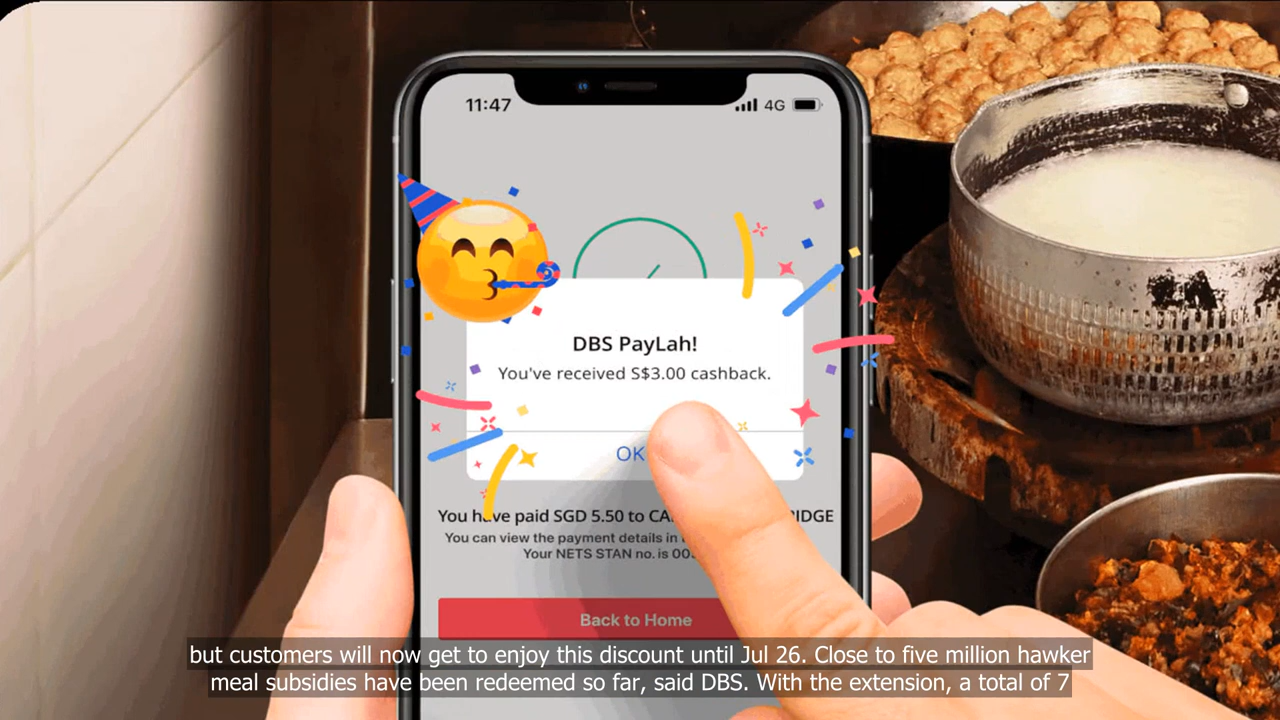 11:47
4G
DBS PayLah!
You've received S$3.00 cashback.
OK
You have paid SGD 5.50 to
You can view the payment details in
Your NETS STAN no. is
Back to Home
but customers will now get to enjoy this discount until Jul 26. Close to five million hawker
meal subsidies have been redeemed so far, said DBS. With the extension, a total of 7